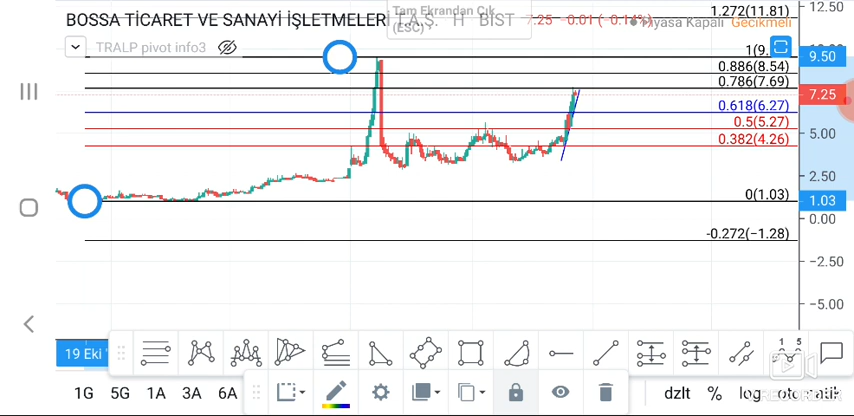 BOSSA TİCARET VE SANAYİ İŞLETMELERİ T.A.Ş. H BİST 7.25 −0.01 (−0.14%)
Tam Ekrandan Çık
(ESC)
Piyasa Kapalı Gecikmeli
TRALP pivot info3
12.50
1.272(11.81)
9.50
0.886(8.54)
0.786(7.69)
7.25
0.618(6.27)
0.5(5.27)
5.00
0.382(4.26)
2.50
0(1.03)
1.03
0.00
-0.272(−1.28)
−2.50
−5.00
19 Eki
1G 5G 1A 3A 6A
dzlt % log otomatik